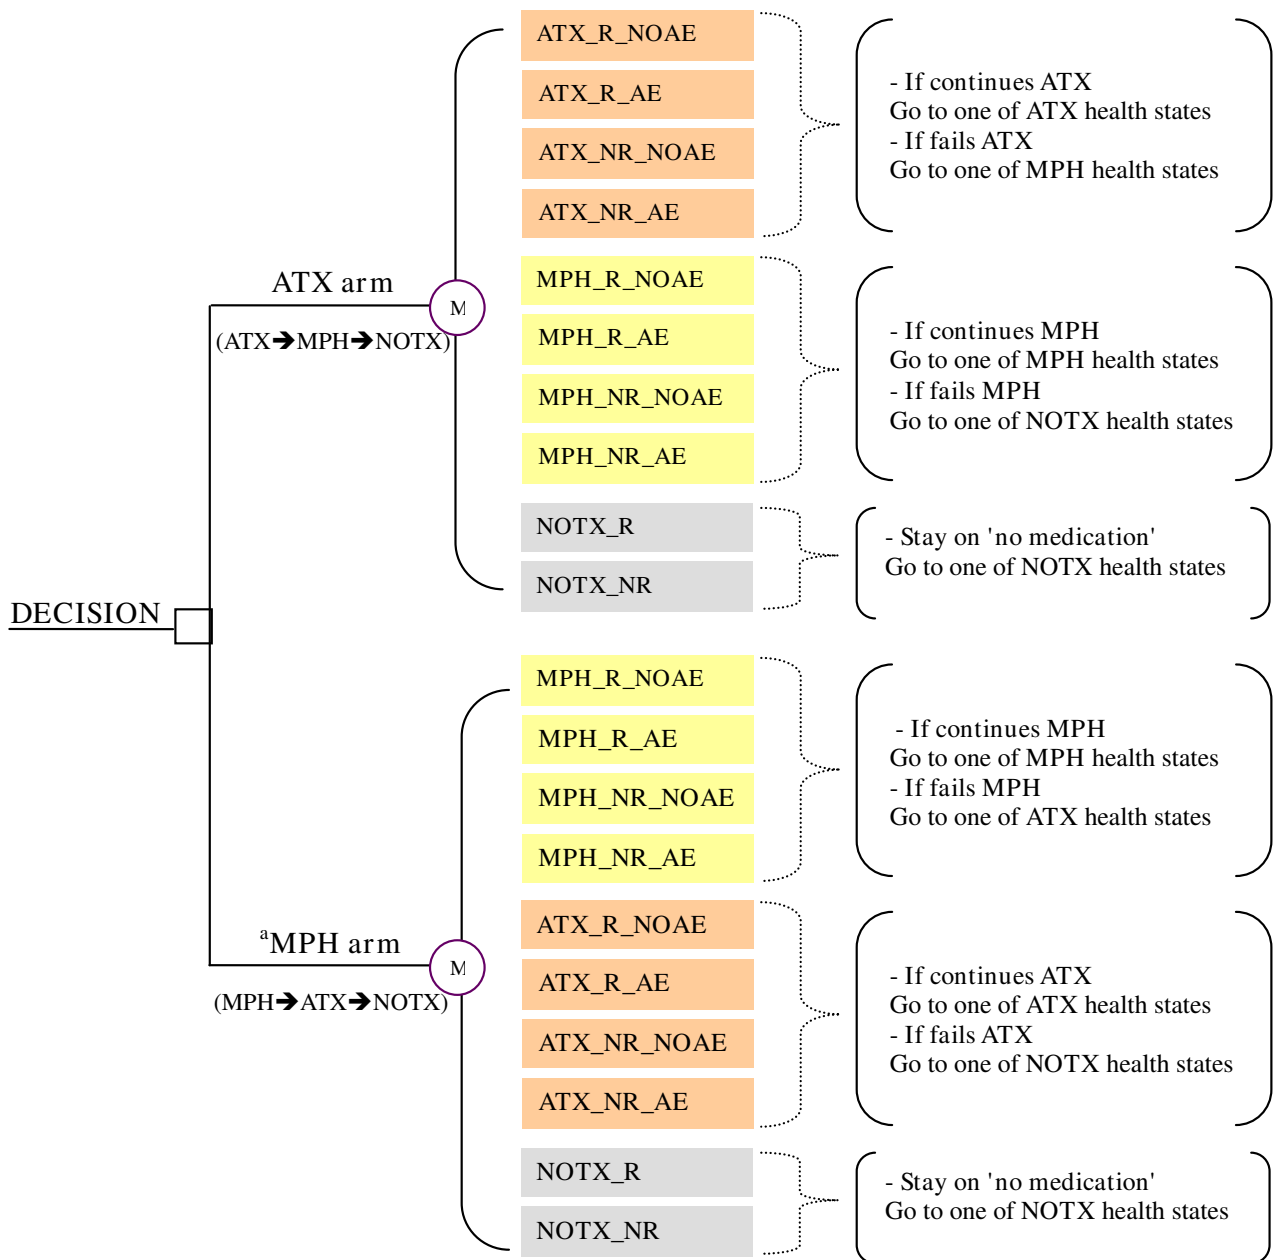 DECISION
ATX arm
(ATX➔MPH➔NOTX)
M
ATX_R_NOAE
ATX_R_AE
ATX_NR_NOAE
ATX_NR_AE
- If continues ATX
Go to one of ATX health states
- If fails ATX
Go to one of MPH health states
MPH_R_NOAE
MPH_R_AE
MPH_NR_NOAE
MPH_NR_AE
- If continues MPH
Go to one of MPH health states
- If fails MPH
Go to one of NOTX health states
NOTX_R
NOTX_NR
- Stay on 'no medication'
Go to one of NOTX health states
ᵃMPH arm
(MPH➔ATX➔NOTX)
M
MPH_R_NOAE
MPH_R_AE
MPH_NR_NOAE
MPH_NR_AE
- If continues MPH
Go to one of MPH health states
- If fails MPH
Go to one of ATX health states
ATX_R_NOAE
ATX_R_AE
ATX_NR_NOAE
ATX_NR_AE
- If continues ATX
Go to one of ATX health states
- If fails ATX
Go to one of NOTX health states
NOTX_R
NOTX_NR
- Stay on 'no medication'
Go to one of NOTX health states